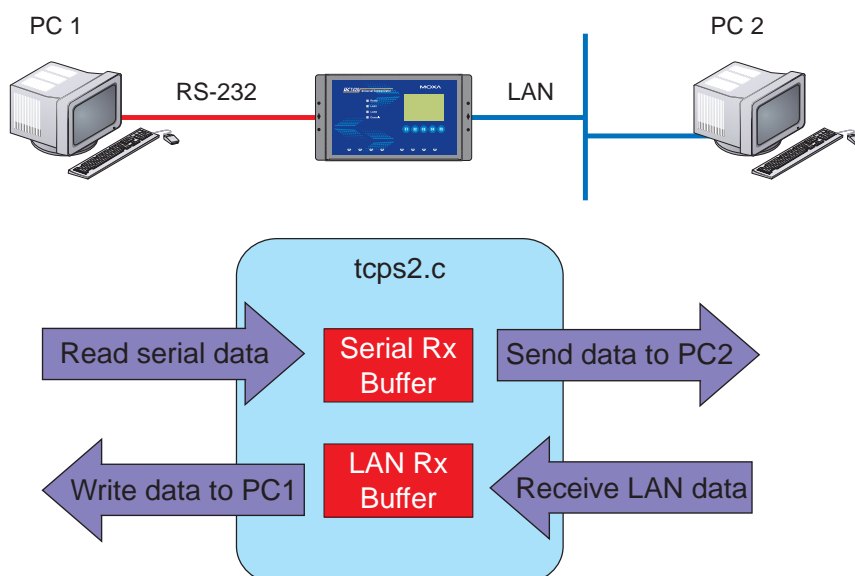 PC 1
PC 2
RS-232
LAN
MOXA
tcps2.c
Read serial data
Serial Rx
Buffer
Send data to PC2
Write data to PC1
LAN Rx
Buffer
Receive LAN data